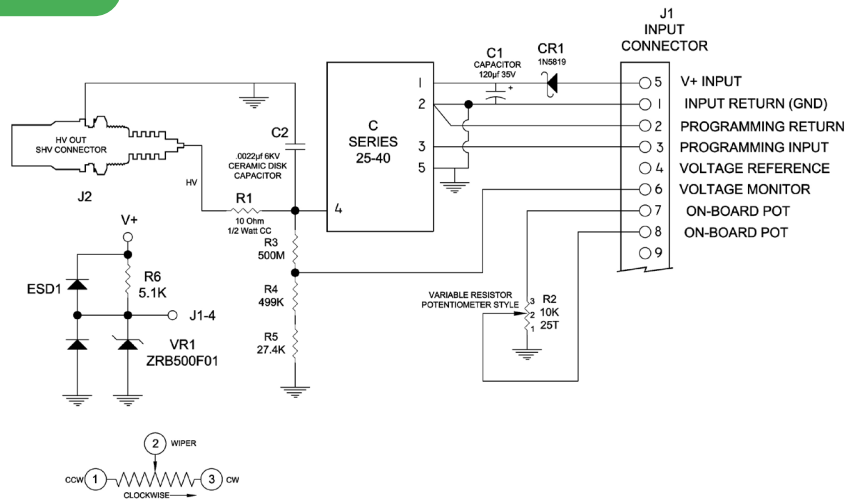 J1
INPUT
CONNECTOR
C1
CAPACITOR
120µf 35V
+
CR1
1N5819
5 V+ INPUT
1 INPUT RETURN (GND)
2 PROGRAMMING RETURN
3 PROGRAMMING INPUT
4 VOLTAGE REFERENCE
6 VOLTAGE MONITOR
7 ON-BOARD POT
8 ON-BOARD POT
9
1
2
3
5
4
C
SERIES
25-40
C2
.0022µf 6KV
CERAMIC DISK
CAPACITOR
HV OUT
SHV CONNECTOR
J2
HV
R1
10 Ohm
1/2 Watt CC
R3
500M
R4
499K
R5
27.4K
VARIABLE RESISTOR
POTENTIOMETER STYLE
3
2
1
R2
10K
25T
V+
ESD1
R6
5.1K
J1-4
VR1
ZRB500F01
2 WIPER
CCW 1
3 CW
CLOCKWISE